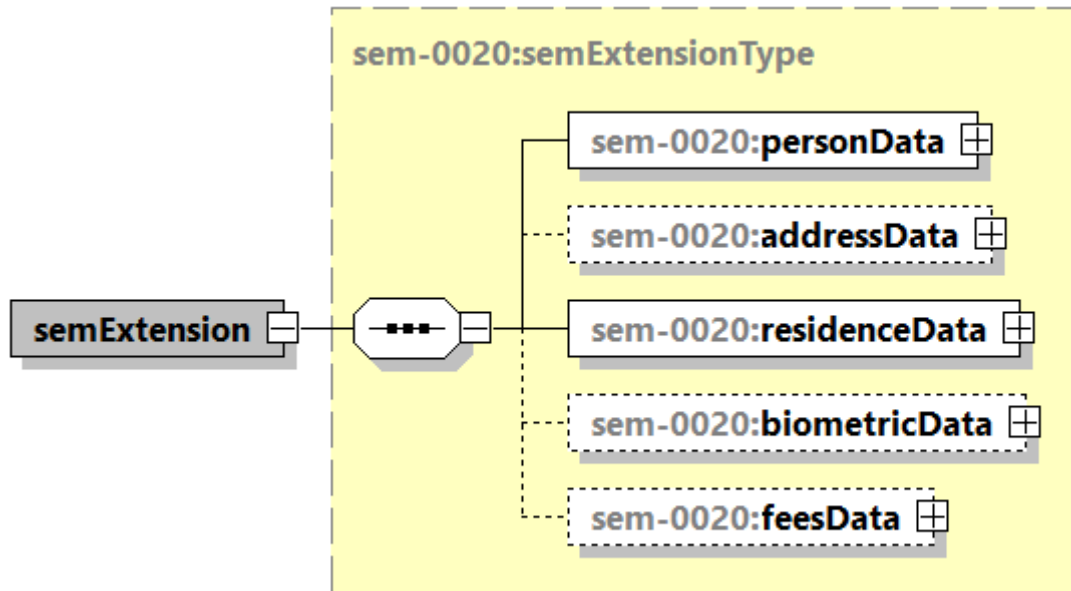 sem-0020:semExtensionType
sem-0020:personData
sem-0020:addressData
semExtension
sem-0020:residenceData
sem-0020:biometricData
sem-0020:feesData